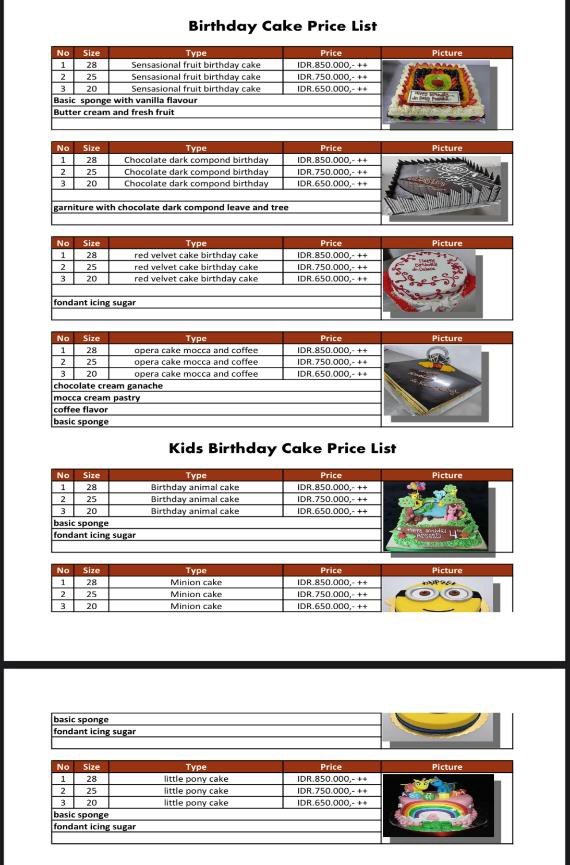 Birthday Cake Price List
No Size Type Price Picture
1 28 Sensasional fruit birthday cake IDR.850.000,- ++
2 25 Sensasional fruit birthday cake IDR.750.000,- ++
3 20 Sensasional fruit birthday cake IDR.650.000,- ++
Basic sponge with vanilla flavour
Butter cream and fresh fruit
No Size Type Price Picture
1 28 Chocolate dark compond birthday IDR.850.000,- ++
2 25 Chocolate dark compond birthday IDR.750.000,- ++
3 20 Chocolate dark compond birthday IDR.650.000,- ++
garniture with chocolate dark compond leave and tree
No Size Type Price Picture
1 28 red velvet cake birthday cake IDR.850.000,- ++
2 25 red velvet cake birthday cake IDR.750.000,- ++
3 20 red velvet cake birthday cake IDR.650.000,- ++
fondant icing sugar
No Size Type Price Picture
1 28 opera cake mocca and coffee IDR.850.000,- ++
2 25 opera cake mocca and coffee IDR.750.000,- ++
3 20 opera cake mocca and coffee IDR.650.000,- ++
chocolate cream ganache
mocca cream pastry
coffee flavor
basic sponge
Kids Birthday Cake Price List
No Size Type Price Picture
1 28 Birthday animal cake IDR.850.000,- ++
2 25 Birthday animal cake IDR.750.000,- ++
3 20 Birthday animal cake IDR.650.000,- ++
basic sponge
fondant icing sugar
4
No Size Type Price Picture
1 28 Minion cake IDR.850.000,- ++
2 25 Minion cake IDR.750.000,- ++
3 20 Minion cake IDR.650.000,- ++
basic sponge
fondant icing sugar
No Size Type Price Picture
1 28 little pony cake IDR.850.000,- ++
2 25 little pony cake IDR.750.000,- ++
3 20 little pony cake IDR.650.000,- ++
basic sponge
fondant icing sugar